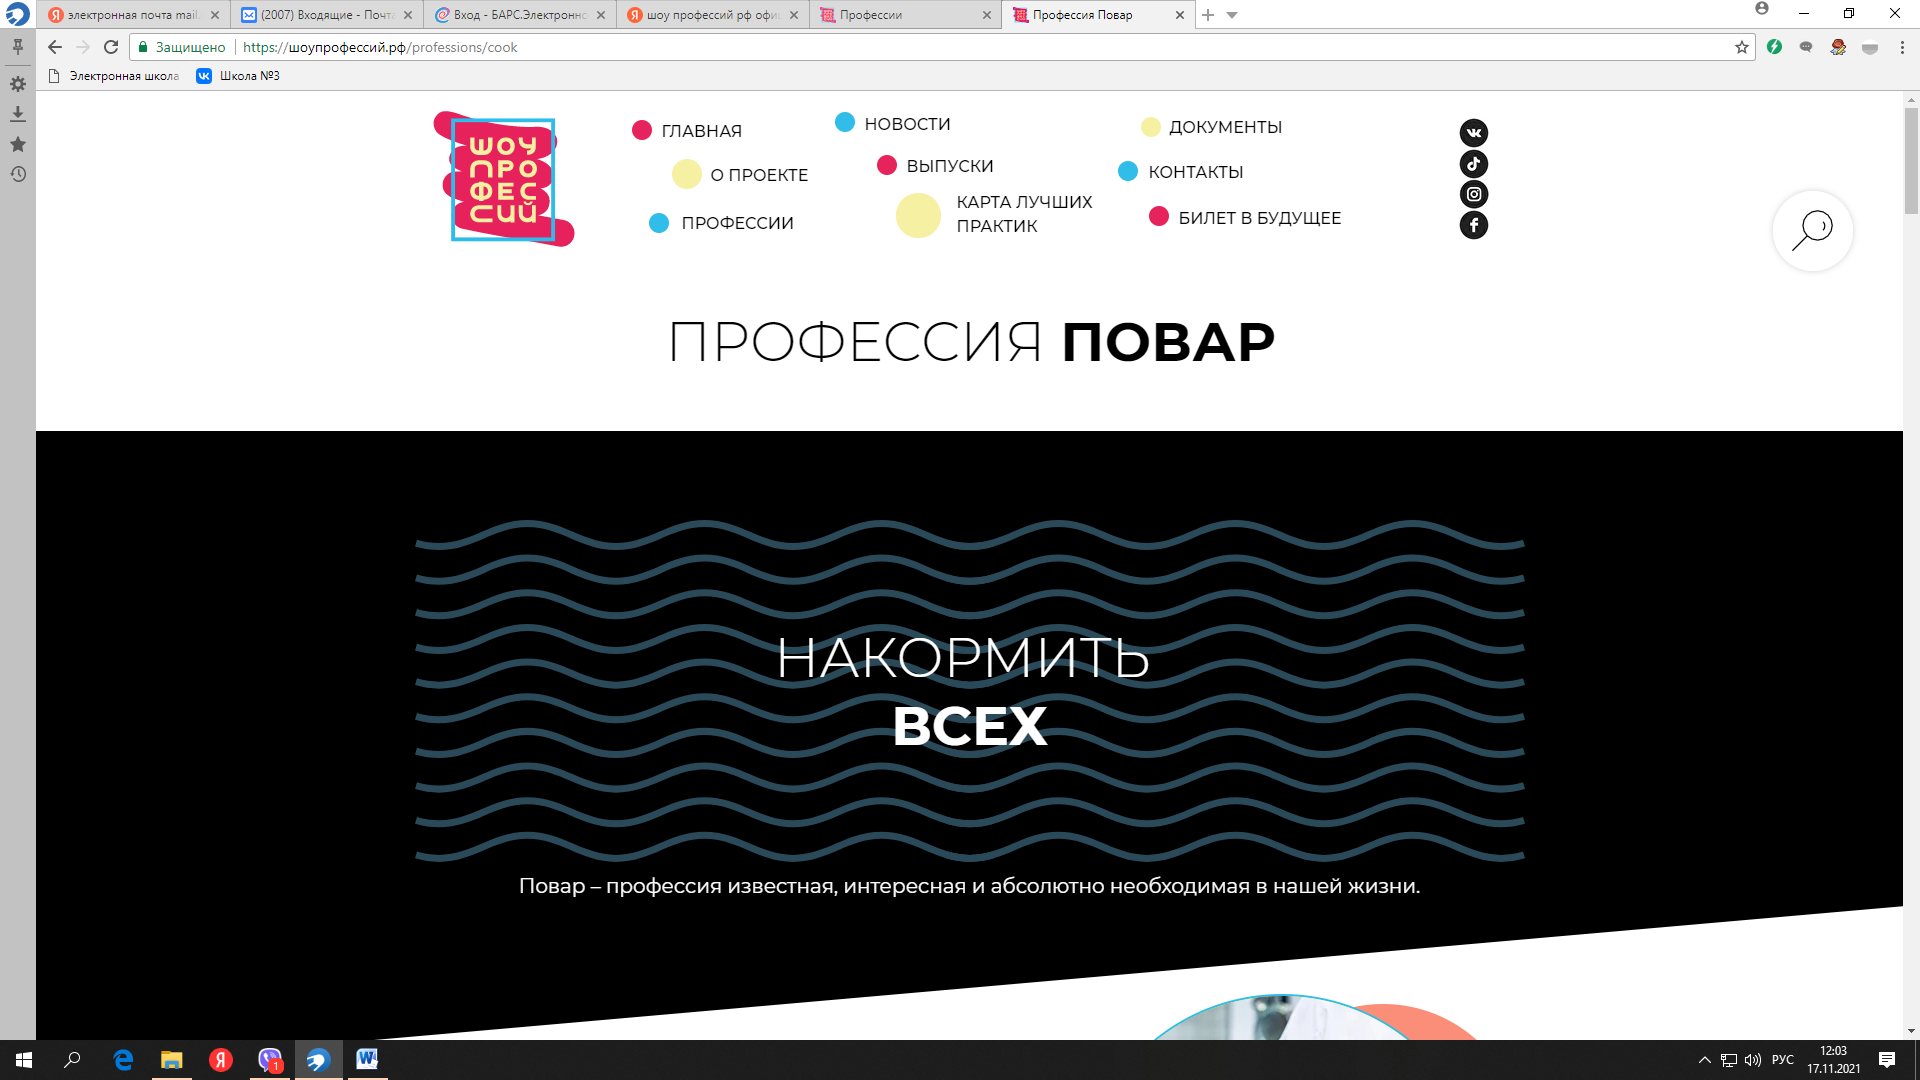 электронная почта mail.
(2007) Входящие - Почта
Вход - БАРС.Электронно
шоу профессий рф офи
Профессии
Профессия Повар
Защищено
https://шоупрофессий.рф/professions/cook
Электронная школа
Школа №3
ШОУ
ПРО
ФЕС
СИЙ
ГЛАВНАЯ
О ПРОЕКТЕ
ПРОФЕССИИ
НОВОСТИ
ВЫПУСКИ
КАРТА ЛУЧШИХ
ПРАКТИК
ДОКУМЕНТЫ
КОНТАКТЫ
БИЛЕТ В БУДУЩЕЕ
ПРОФЕССИЯ ПОВАР
НАКОРМИТЬ
ВСЕХ
Повар – профессия известная, интересная и абсолютно необходимая в нашей жизни.
1
РУС
12:03
17.11.2021